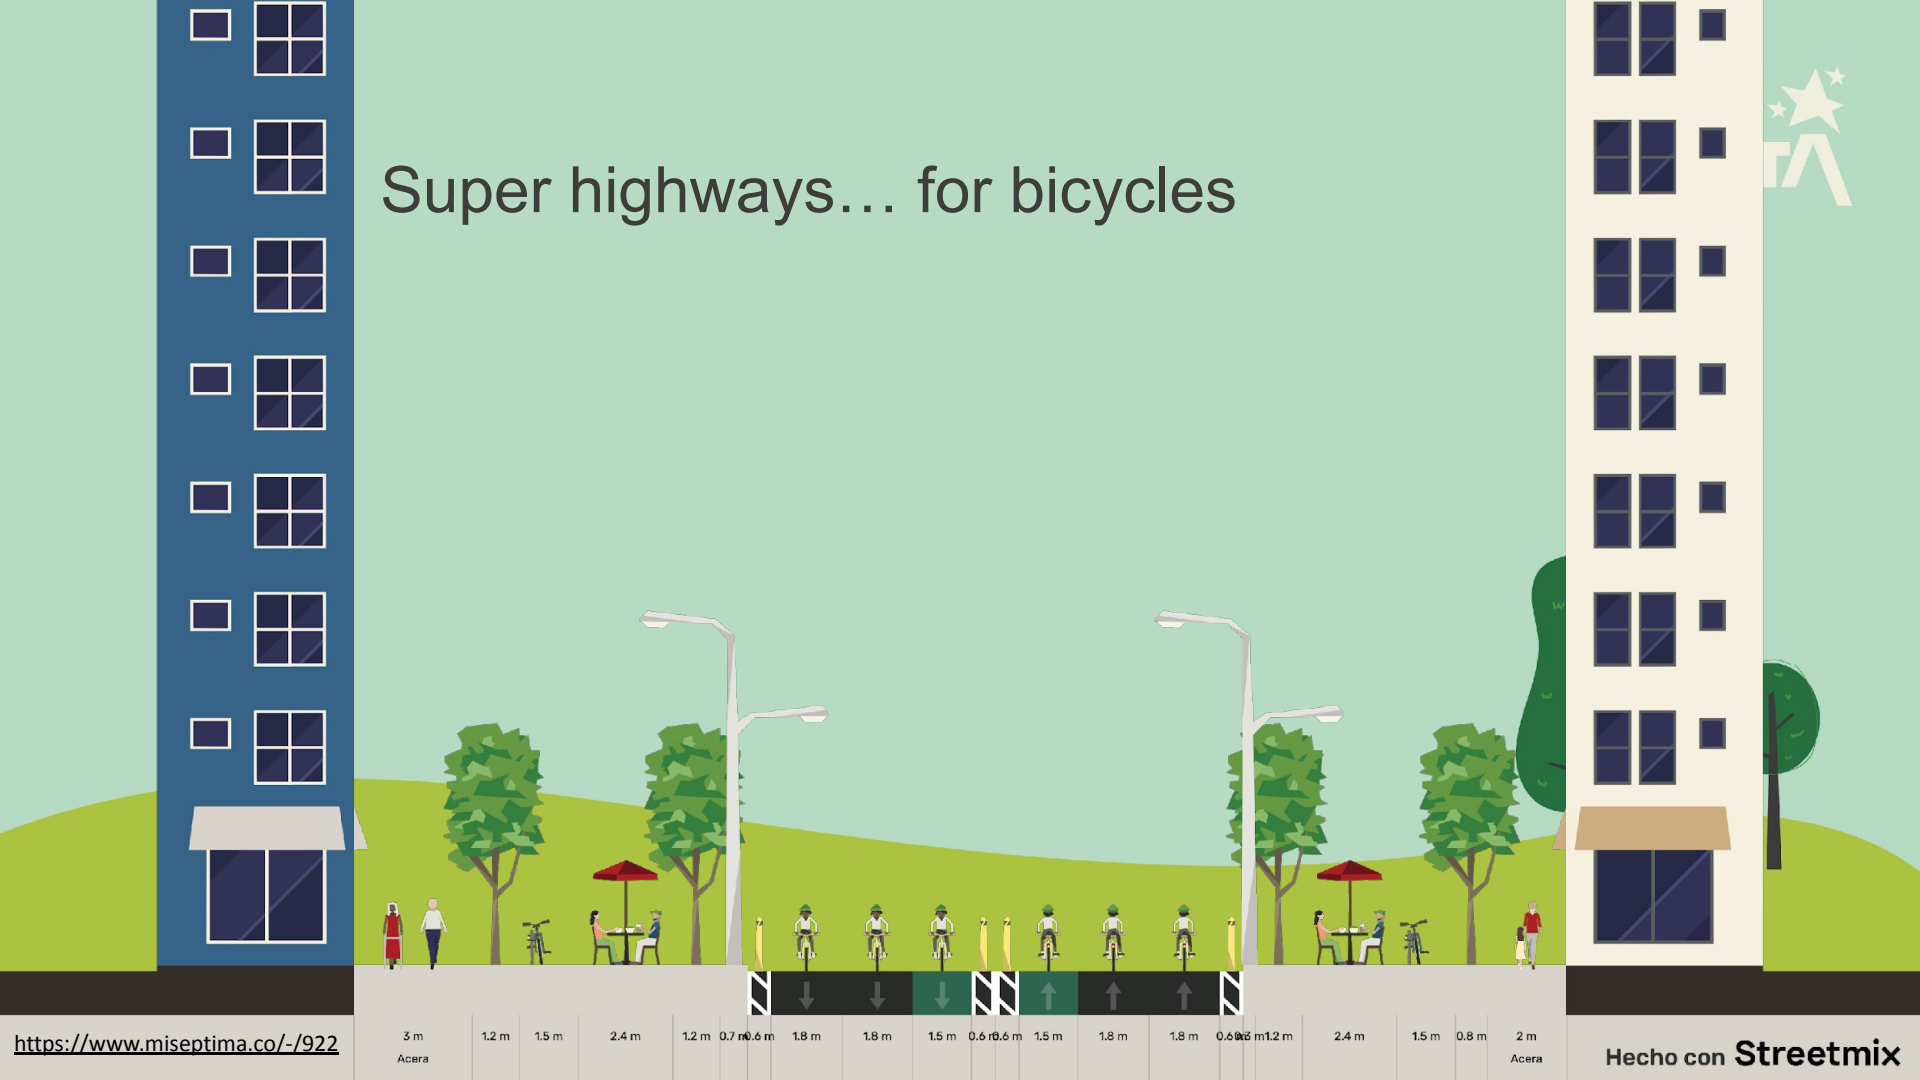 TA
Super highways… for bicycles
3 m 1.2 m 1.5 m 2.4 m 1.2 m 0.7 m 0.6 m 1.8 m 1.8 m 1.5 m 0.6 m 0.6 m 1.5 m 1.8 m 1.8 m 1.2 m 2.4 m 1.5 m 0.8 m 2 m
Acera Acera
https://www.miseptima.co/-/922
Hecho con Streetmix